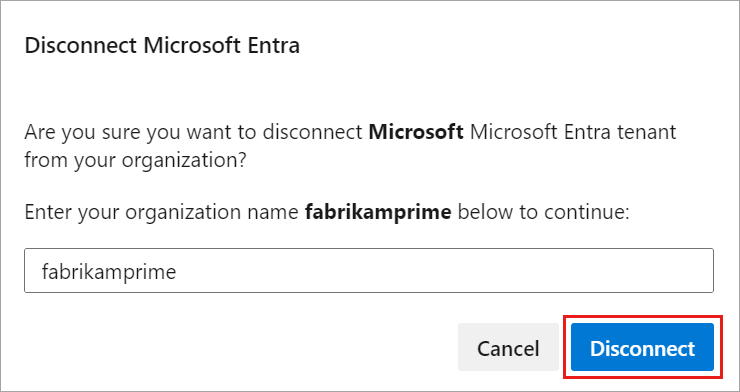 Disconnect Microsoft Entra
Are you sure you want to disconnect Microsoft Microsoft Entra tenant
from your organization?
Enter your organization name fabrikamprime below to continue:
fabrikamprime
Cancel
Disconnect